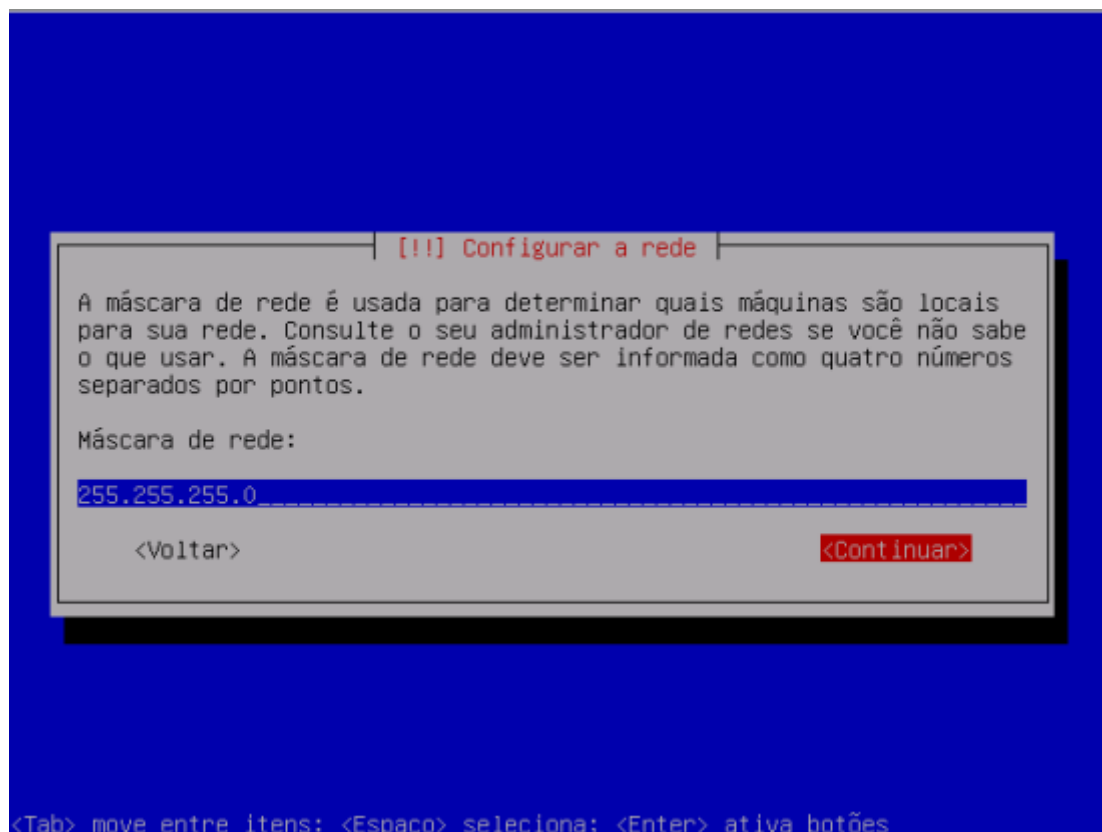 [!!] Configurar a rede
A máscara de rede é usada para determinar quais máquinas são locais
para sua rede. Consulte o seu administrador de redes se você não sabe
o que usar. A máscara de rede deve ser informada como quatro números
separados por pontos.
Máscara de rede:
255.255.255.0
<Voltar> <Continuar>
<Tab> move entre itens; <Espaço> seleciona; <Enter> ativa botões